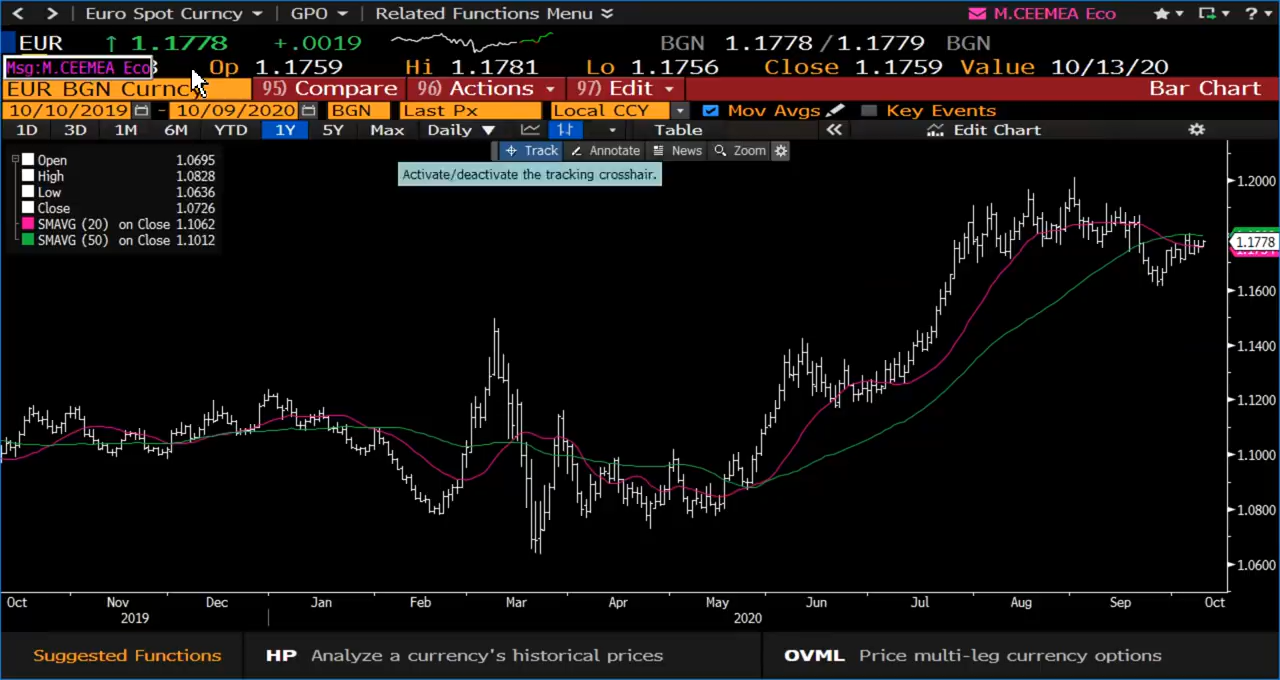 Euro Spot Curncy GPO Related Functions Menu M.CEEMEA Eco ?
EUR ↑ 1.1778 +.0019 BGN 1.1778 / 1.1779 BGN
Msg:M.CEEMEA Eco Op 1.1759 Hi 1.1781 Lo 1.1756 Close 1.1759 Value 10/13/20
EUR BGN Curncy 95) Compare 96) Actions 97) Edit Bar Chart
10/10/2019 - 10/09/2020 BGN Last Px Local CCY Mov Avgs Key Events
1D 3D 1M 6M YTD 1Y 5Y Max Daily Table Edit Chart
Track Annotate News Zoom
Activate/deactivate the tracking crosshair.
Open 1.0695
High 1.0828
Low 1.0636
Close 1.0726
SMAVG (20) on Close 1.1062
SMAVG (50) on Close 1.1012
1.2000
1.1778
1.1600
1.1400
1.1200
1.1000
1.0800
1.0600
Oct Nov Dec Jan Feb Mar Apr May Jun Jul Aug Sep Oct
2019 2020
Suggested Functions HP Analyze a currency's historical prices OVML Price multi-leg currency options